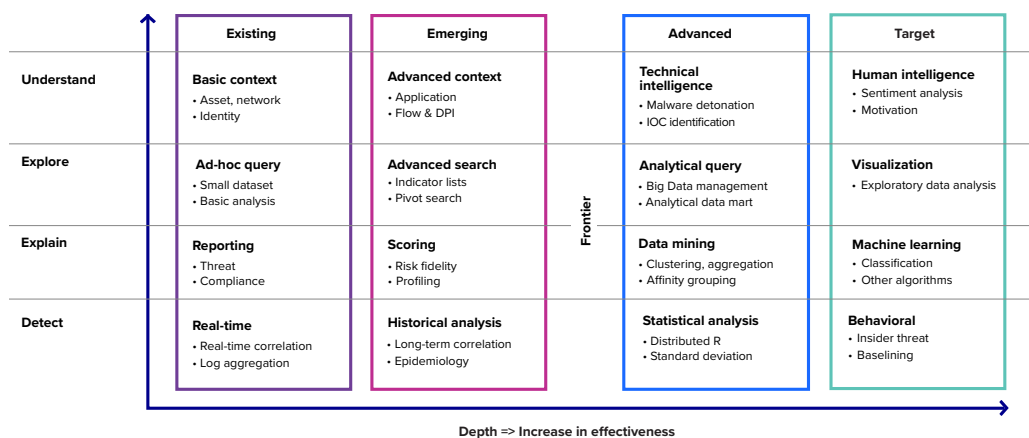 Existing
Emerging
Advanced
Target
Understand
Basic context
• Asset, network
• Identity
Advanced context
• Application
• Flow & DPI
Technical
intelligence
• Malware detonation
• IOC identification
Human intelligence
• Sentiment analysis
• Motivation
Explore
Ad-hoc query
• Small dataset
• Basic analysis
Advanced search
• Indicator lists
• Pivot search
Frontier
Analytical query
• Big Data management
• Analytical data mart
Visualization
• Exploratory data analysis
Explain
Reporting
• Threat
• Compliance
Scoring
• Risk fidelity
• Profiling
Data mining
• Clustering, aggregation
• Affinity grouping
Machine learning
• Classification
• Other algorithms
Detect
Real-time
• Real-time correlation
• Log aggregation
Historical analysis
• Long-term correlation
• Epidemiology
Statistical analysis
• Distributed R
• Standard deviation
Behavioral
• Insider threat
• Baselining
Depth => Increase in effectiveness